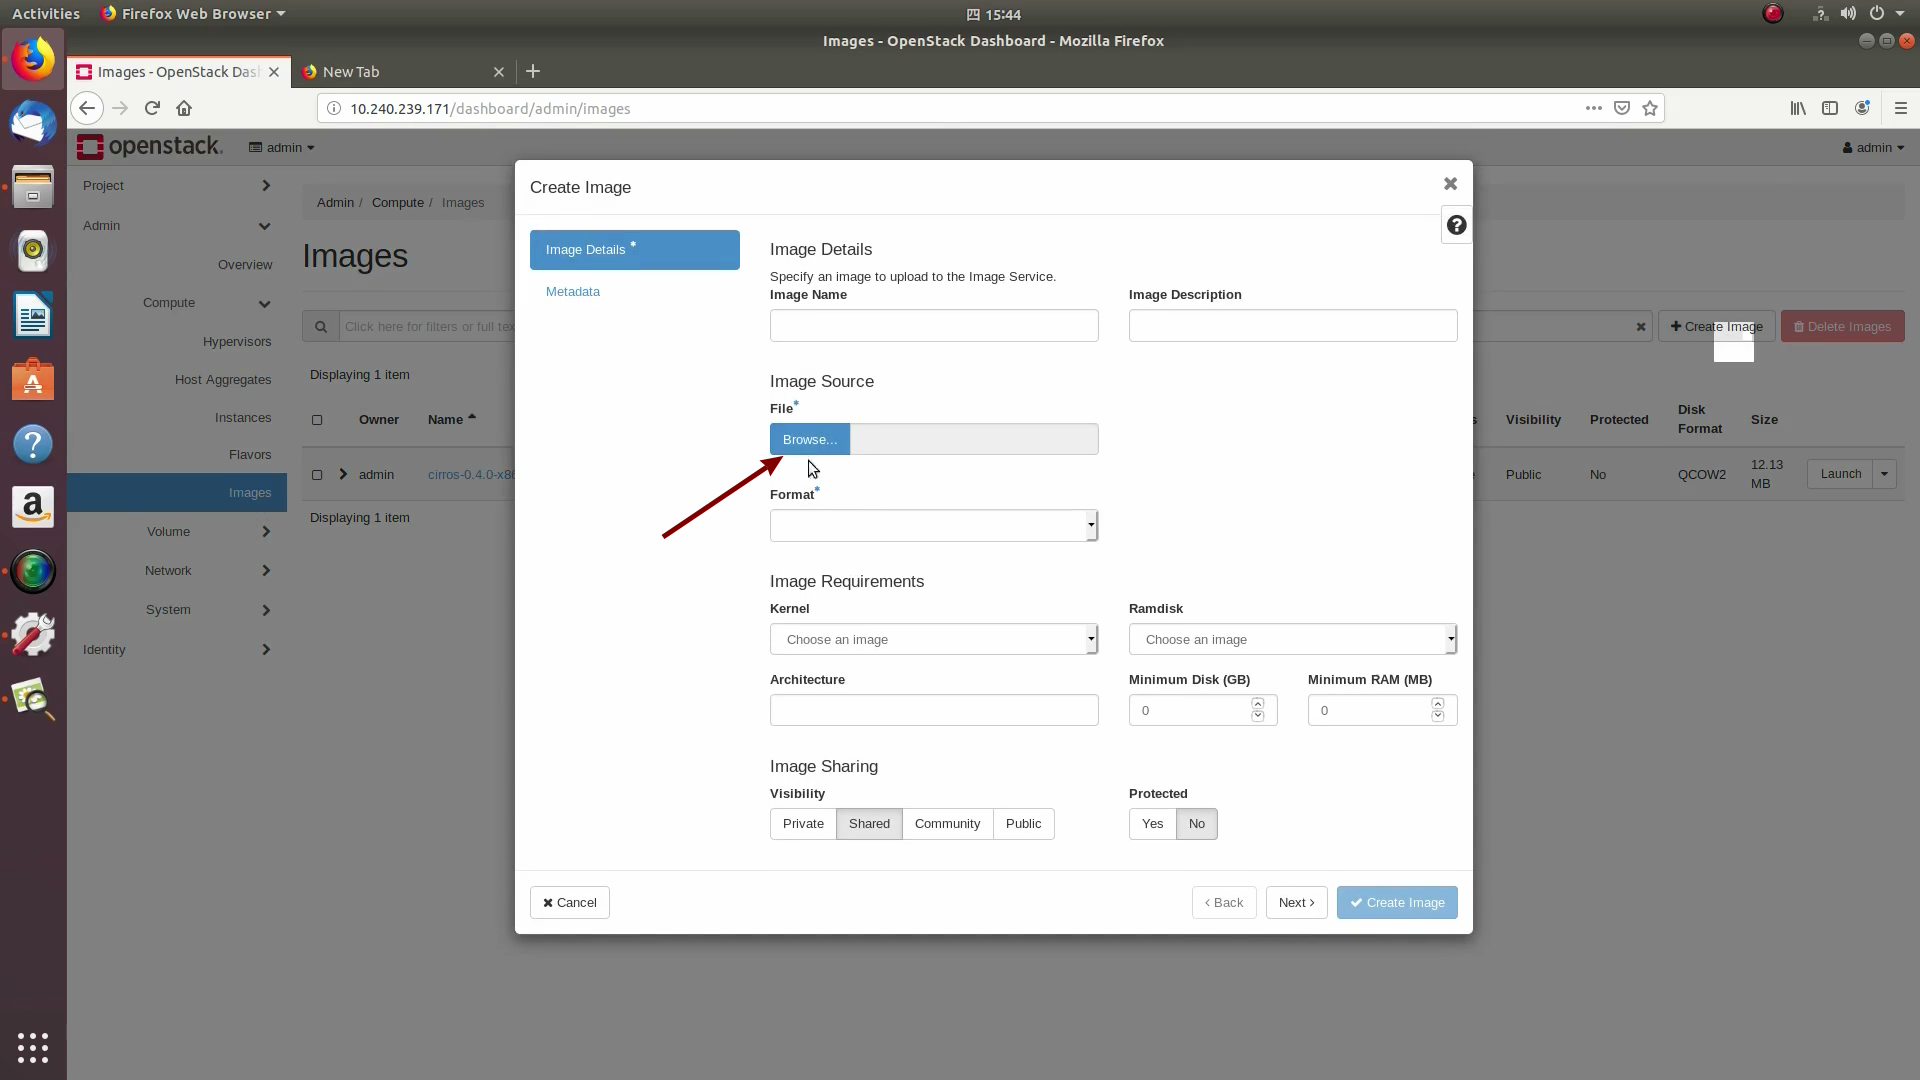 Activities
Firefox Web Browser
四 15:44
Images - OpenStack Dashboard - Mozilla Firefox
Images - OpenStack Das
New Tab
10.240.239.171/dashboard/admin/images
openstack.
admin
admin
Project
Admin
Overview
Compute
Hypervisors
Host Aggregates
Instances
Flavors
Images
Volume
Network
System
Identity
Admin / Compute / Images
Images
Click here for filters or full tex
Create Image
Delete Images
Displaying 1 item
Owner Name Visibility Protected Disk Format Size
admin cirros-0.4.0-x8 Public No QCOW2 12.13 MB Launch
Displaying 1 item
Create Image
Image Details *
Metadata
Image Details
Specify an image to upload to the Image Service.
Image Name
Image Description
Image Source
File*
Browse...
Format*
Image Requirements
Kernel
Ramdisk
Choose an image
Choose an image
Architecture
Minimum Disk (GB)
Minimum RAM (MB)
0
0
Image Sharing
Visibility
Protected
Private Shared Community Public
Yes No
Cancel
‹ Back
Next ›
Create Image